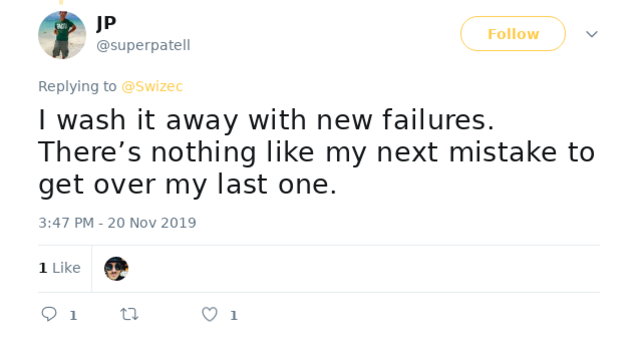 JP
@superpatell
Follow
Replying to @Swizec
I wash it away with new failures.
There’s nothing like my next mistake to
get over my last one.
3:47 PM - 20 Nov 2019
1 Like
1
1